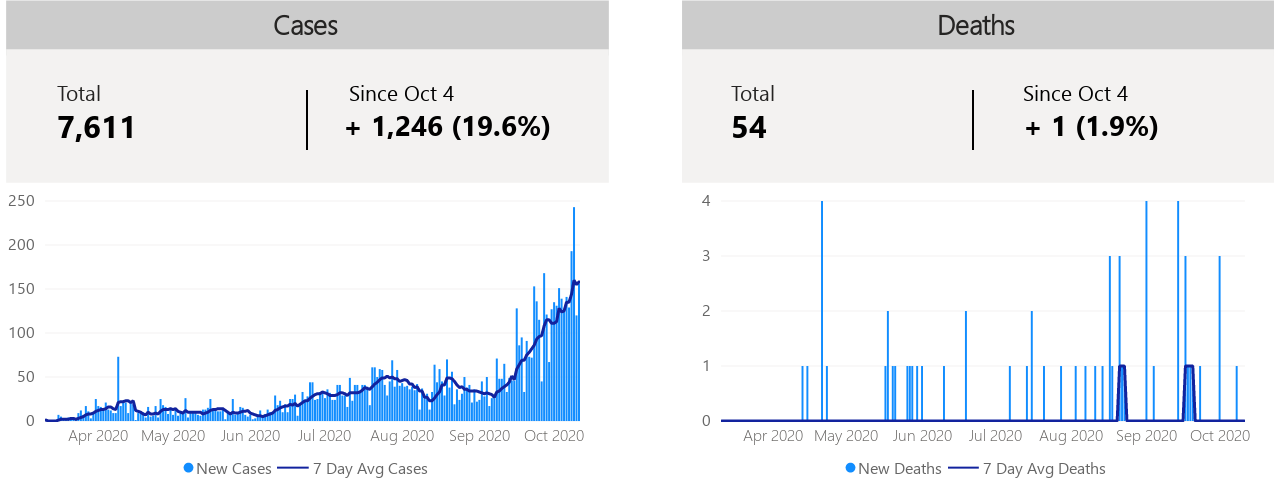 Cases
Total
Since Oct 4
7,611
+ 1,246 (19.6%)
250
200
150
100
50
0
Apr 2020 May 2020 Jun 2020 Jul 2020 Aug 2020 Sep 2020 Oct 2020
New Cases 7 Day Avg Cases
Deaths
Total
Since Oct 4
54
+ 1 (1.9%)
4
3
2
1
0
Apr 2020 May 2020 Jun 2020 Jul 2020 Aug 2020 Sep 2020 Oct 2020
New Deaths 7 Day Avg Deaths